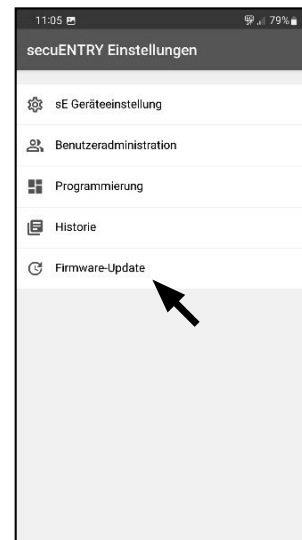 11:05 79%
secuENTRY Einstellungen
sE Geräteeinstellung
Benutzeradministration
Programmierung
Historie
Firmware-Update